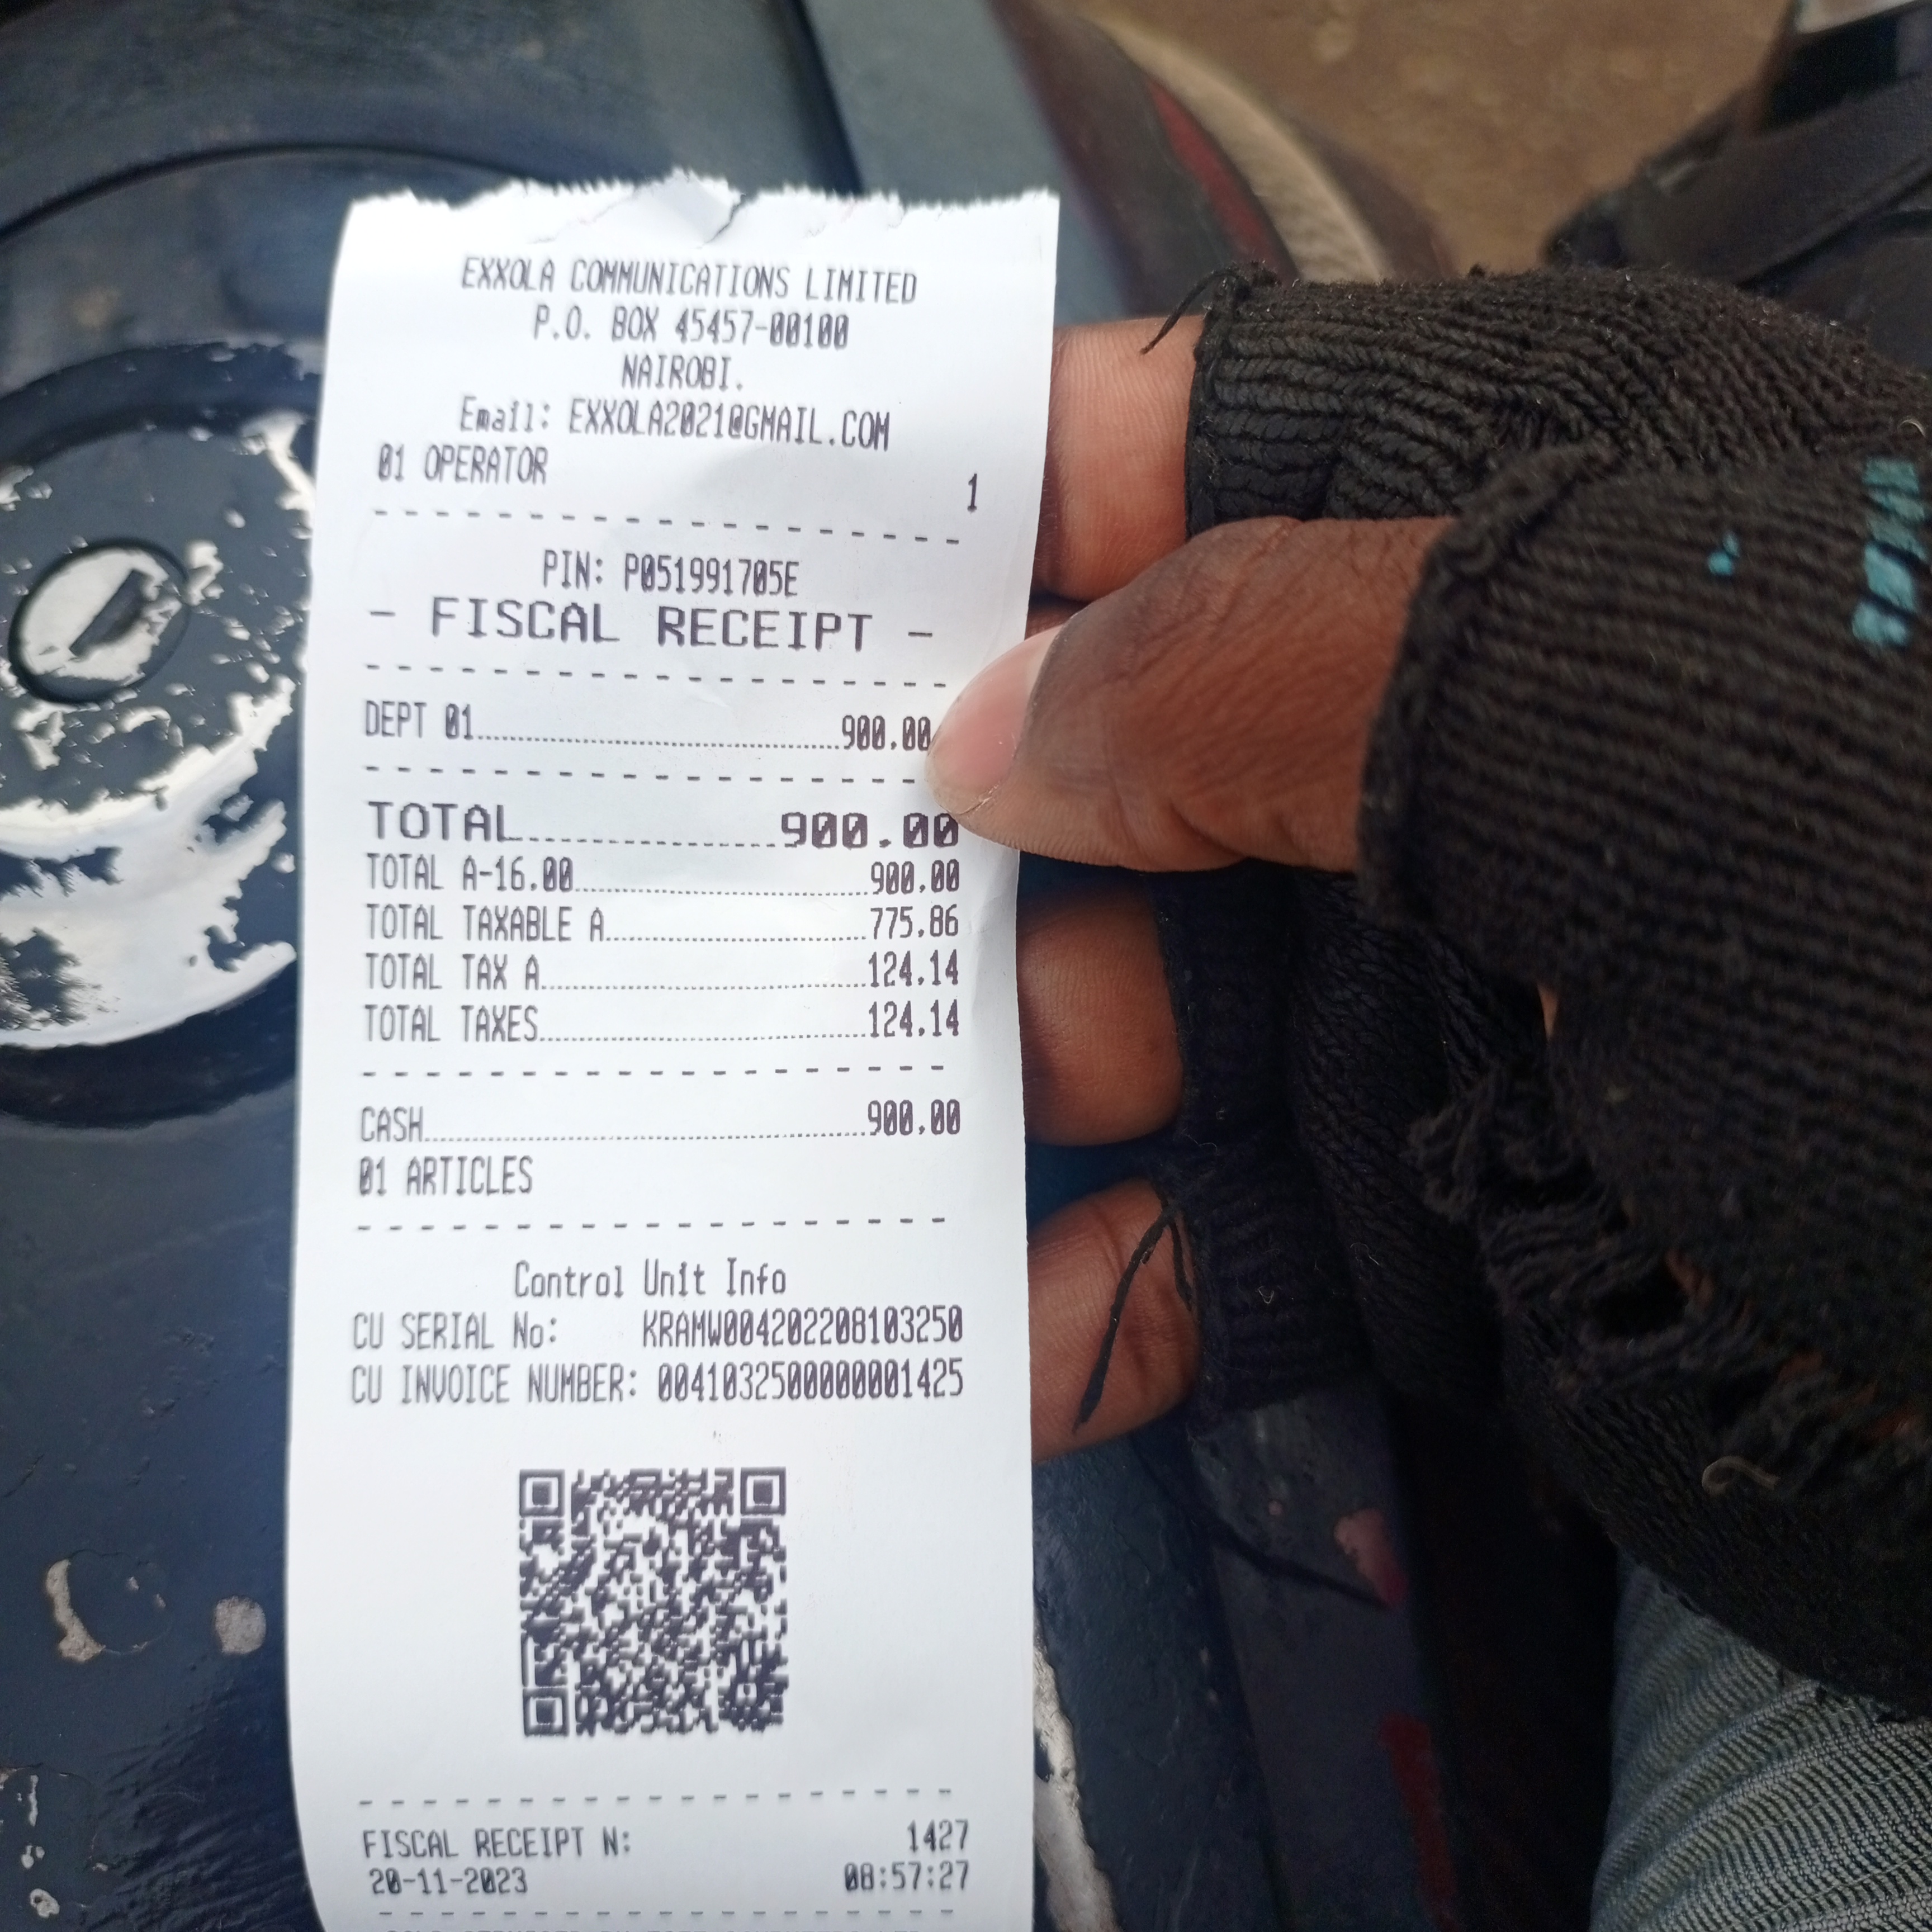 EXXOLA COMMUNICATIONS LIMITED
P.O. BOX 45457-00100
NAIROBI.
Email: EXXOLA2021@GMAIL.COM
01 OPERATOR 1
PIN: P051991705E
- FISCAL RECEIPT -
DEPT 01 900.00
TOTAL 900.00
TOTAL A-16.00 900.00
TOTAL TAXABLE A 775.86
TOTAL TAX A 124.14
TOTAL TAXES 124.14
CASH 900.00
01 ARTICLES
Control Unit Info
CU SERIAL No: KRAMW004202208103250
CU INVOICE NUMBER: 0041032500000001425
FISCAL RECEIPT N: 1427
20-11-2023 08:57:27